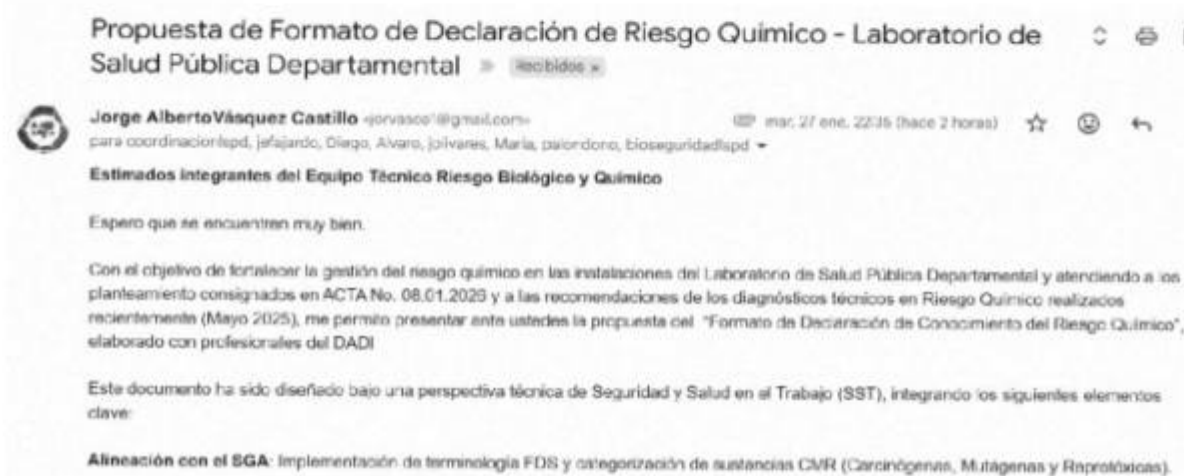 Propuesta de Formato de Declaración de Riesgo Químico - Laboratorio de
Salud Pública Departamental Recibidos x
Jorge AlbertoVásquez Castillo mar, 27 ene, 22:35 (hace 2 horas)
para coordinacionlspd, jefajardo, Diego, Alvaro, jolivares, Maria, bioseguridadlspd
Estimados integrantes del Equipo Técnico Riesgo Biológico y Químico
Espero que se encuentren muy bien.
Con el objetivo de fortalecer la gestión del riesgo químico en las instalaciones del Laboratorio de Salud Pública Departamental y atendiendo a los
planteamiento consignados en ACTA No. 08.01.2026 y a las recomendaciones de los diagnósticos técnicos en Riesgo Químico realizados
recientemente (Mayo 2025), me permito presentar ante ustedes la propuesta del "Formato de Declaración de Conocimiento del Riesgo Químico",
elaborado con profesionales del DADI
Este documento ha sido diseñado bajo una perspectiva técnica de Seguridad y Salud en el Trabajo (SST), integrando los siguientes elementos
clave:
Alineación con el SGA: Implementación de terminología FDS y categorización de sustancias CMR (Carcinógenas, Mutágenas y Reprotóxicas).